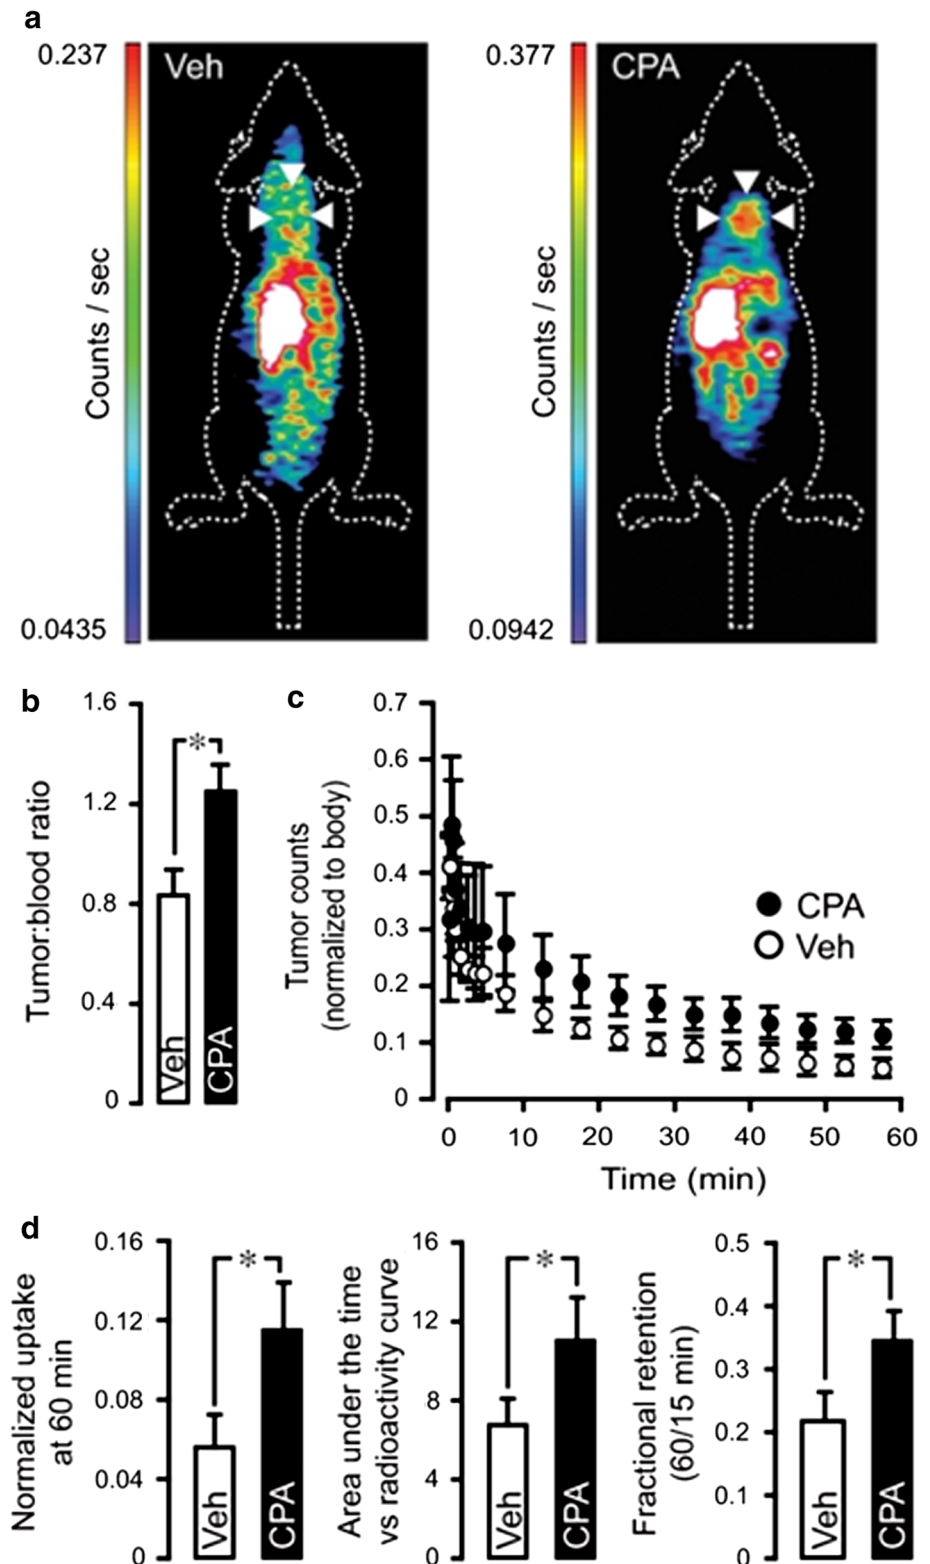 a
0.237
Counts / sec
0.0435
Veh
0.377
Counts / sec
0.0942
CPA
b
1.6
1.2
0.8
0.4
0
Tumor:blood ratio
*
Veh
CPA
c
0.7
0.6
0.5
0.4
0.3
0.2
0.1
0
Tumor counts
(normalized to body)
CPA
Veh
0 10 20 30 40 50 60
Time (min)
d
0.16
0.12
0.08
0.04
0
Normalized uptake
at 60 min
*
Veh
CPA
16
12
8
4
0
Area under the time
vs radioactivity curve
*
Veh
CPA
0.5
0.4
0.3
0.2
0.1
0
Fractional retention
(60/15 min)
*
Veh
CPA